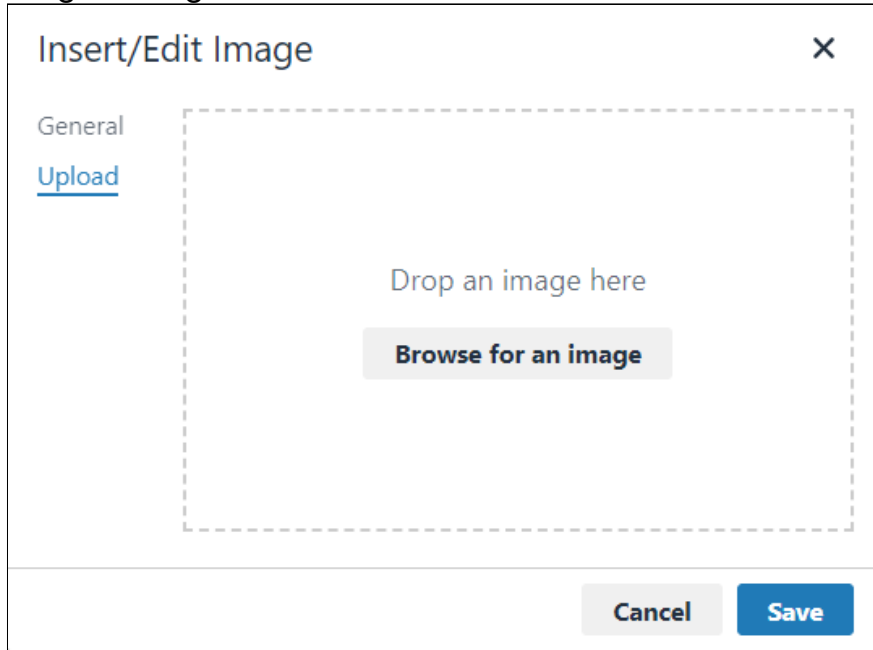 Insert/Edit Image
General
Upload
Drop an image here
Browse for an image
Cancel Save